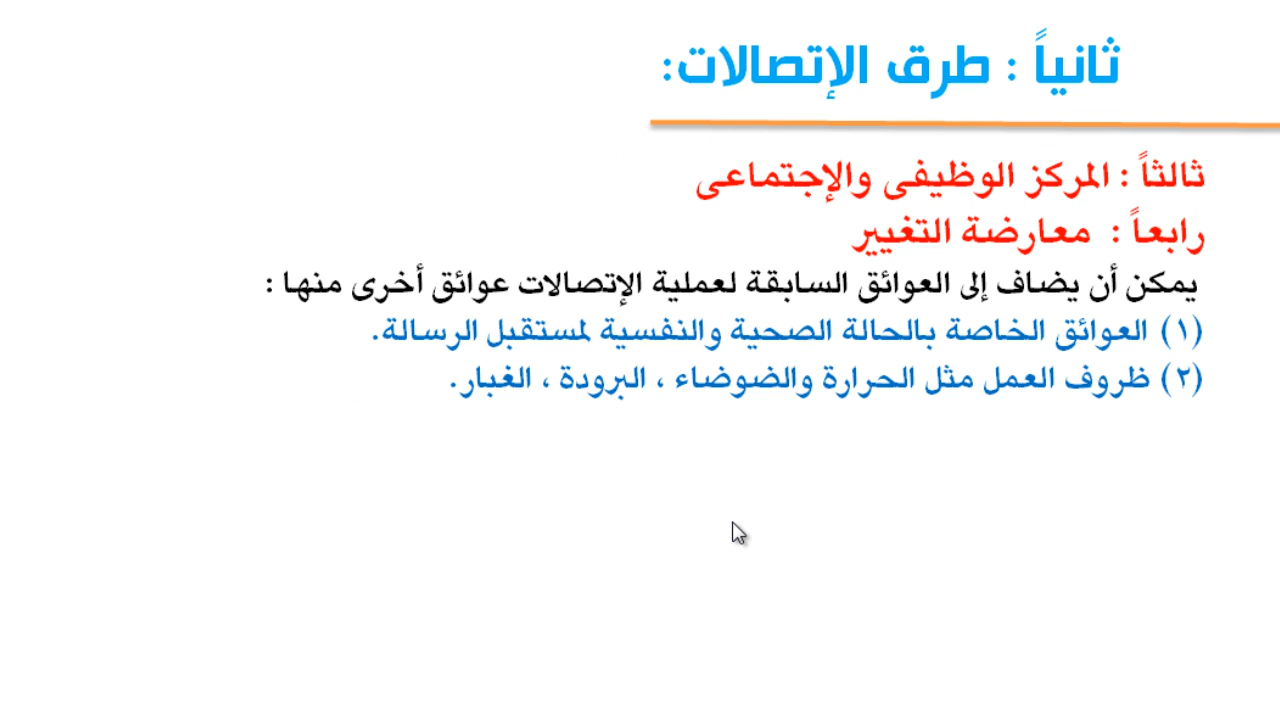 ثانياً : طرق الإتصالات:
ثالثاً : المركز الوظيفى والإجتماعى
رابعاً : معارضة التغيير
يمكن أن يضاف إلى العوائق السابقة لعملية الإتصالات عوائق أخرى منها :
(١) العوائق الخاصة بالحالة الصحية والنفسية لمستقبل الرسالة.
(٢) ظروف العمل مثل الحرارة والضوضاء ، البرودة ، الغبار.